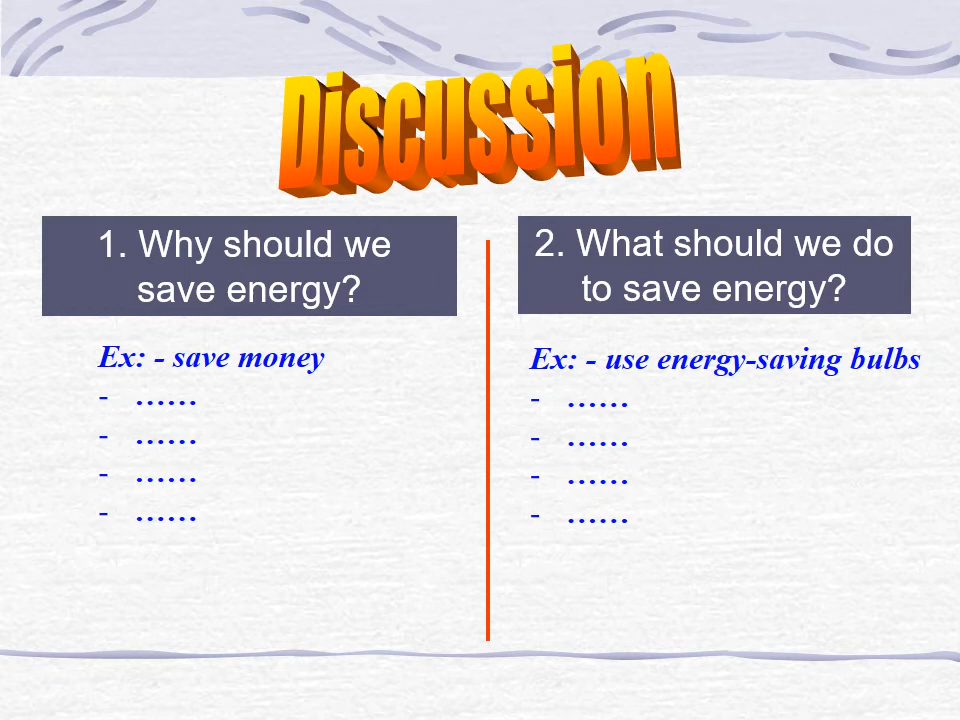 Discussion
1. Why should we
save energy?
Ex: - save money
- ......
- ......
- ......
- ......
2. What should we do
to save energy?
Ex: - use energy-saving bulbs
- ......
- ......
- ......
- ......